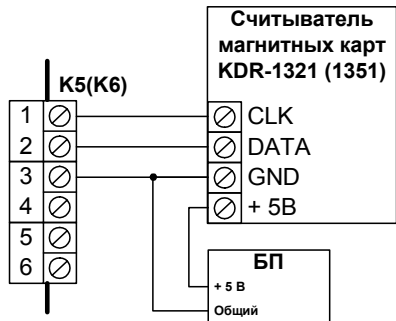 Считыватель
магнитных карт
KDR-1321 (1351)
K5(K6)
1
2
3
4
5
6
CLK
DATA
GND
+ 5В
БП
+ 5 В
Общий